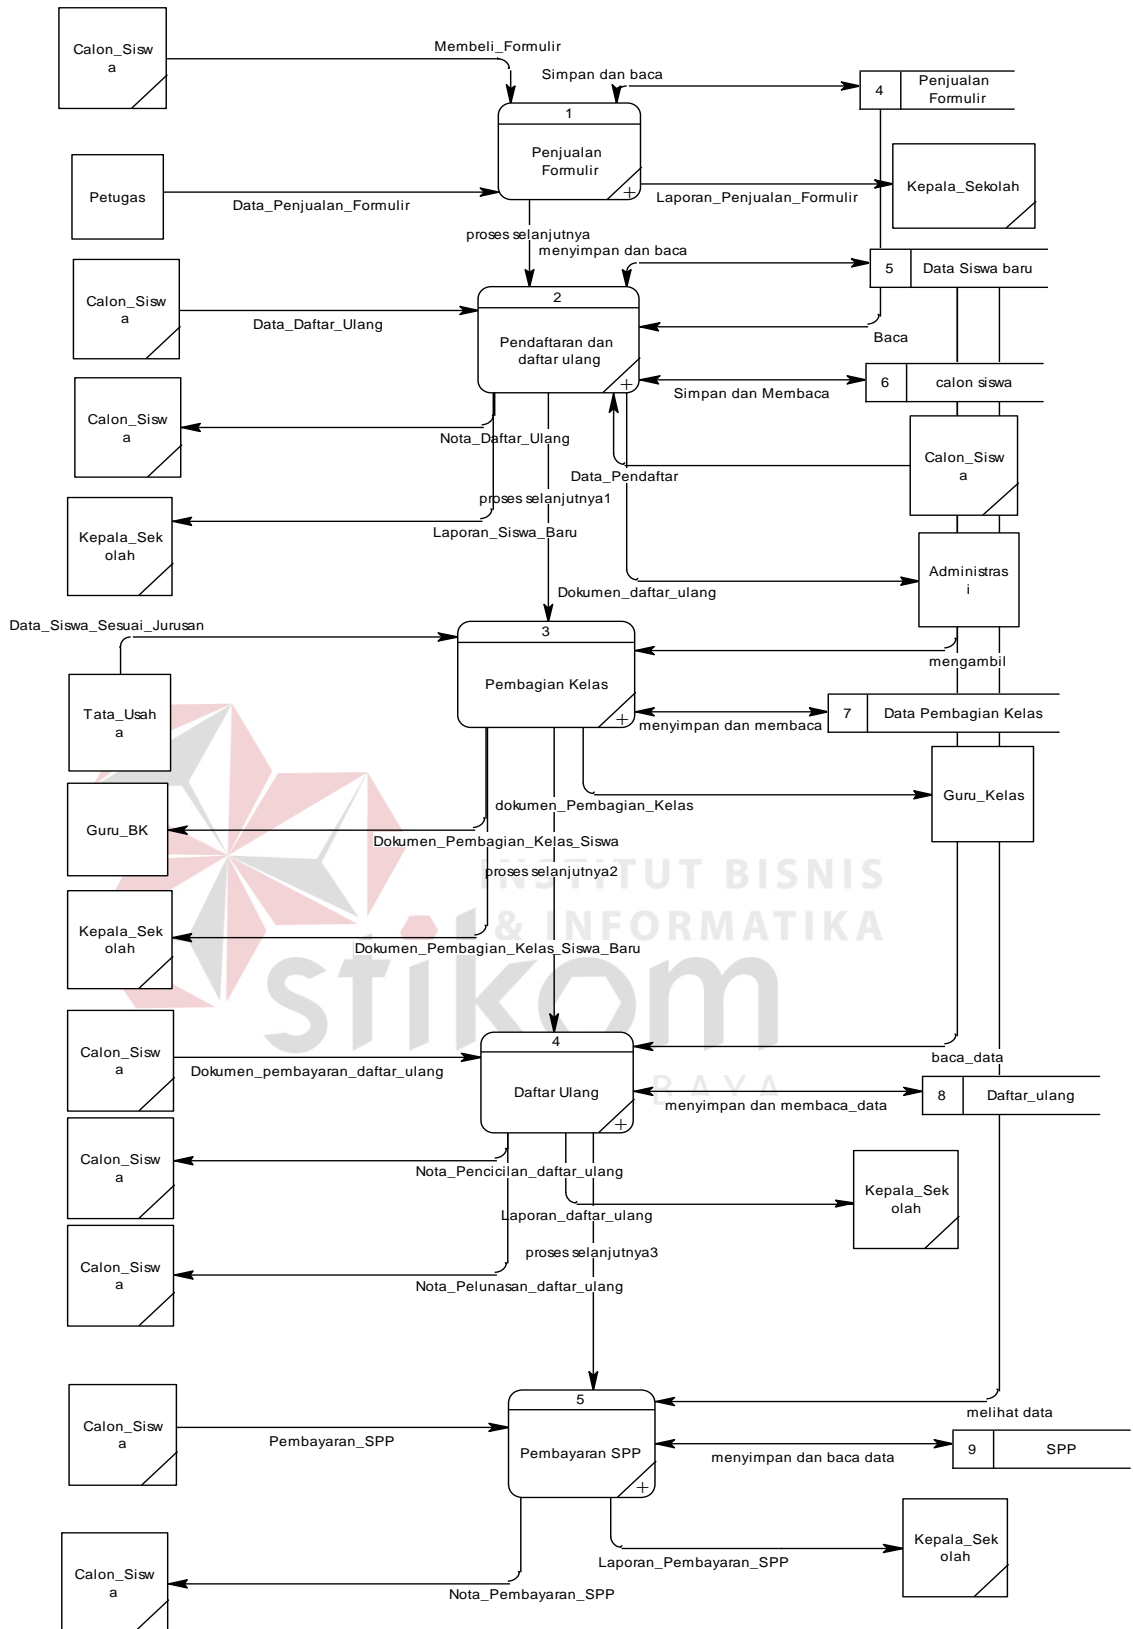 Calon_Sisw
a
Membeli_Formulir
Simpan dan baca
4
Penjualan
Formulir
1
Penjualan
Formulir
+
Petugas
Data_Penjualan_Formulir
Laporan_Penjualan_Formulir
Kepala_Sekolah
proses selanjutnya
menyimpan dan baca
5
Data Siswa baru
Calon_Sisw
a
Data_Daftar_Ulang
2
Pendaftaran dan
daftar ulang
+
Baca
Simpan dan Membaca
6
calon siswa
Calon_Sisw
a
Nota_Daftar_Ulang
Calon_Sisw
a
Data_Pendaftar
proses selanjutnya1
Kepala_Sek
olah
Laporan_Siswa_Baru
Administras
i
Dokumen_daftar_ulang
Data_Siswa_Sesuai_Jurusan
3
Pembagian Kelas
+
mengambil
Tata_Usah
a
menyimpan dan membaca
7
Data Pembagian Kelas
Guru_BK
dokumen_Pembagian_Kelas
Guru_Kelas
Dokumen_Pembagian_Kelas_Siswa
proses selanjutnya2
INSTITUT BISNIS
& INFORMATIKA
Kepala_Sek
olah
Dokumen_Pembagian_Kelas_Siswa_Baru
stikom
Calon_Sisw
a
Dokumen_pembayaran_daftar_ulang
4
Daftar Ulang
+
baca_data
menyimpan dan membaca_data
8
Daftar_ulang
Calon_Sisw
a
Nota_Pencicilan_daftar_ulang
Kepala_Sek
olah
Laporan_daftar_ulang
proses selanjutnya3
Calon_Sisw
a
Nota_Pelunasan_daftar_ulang
Calon_Sisw
a
Pembayaran_SPP
5
Pembayaran SPP
+
melihat data
menyimpan dan baca data
9
SPP
Kepala_Sek
olah
Laporan_Pembayaran_SPP
Calon_Sisw
a
Nota_Pembayaran_SPP